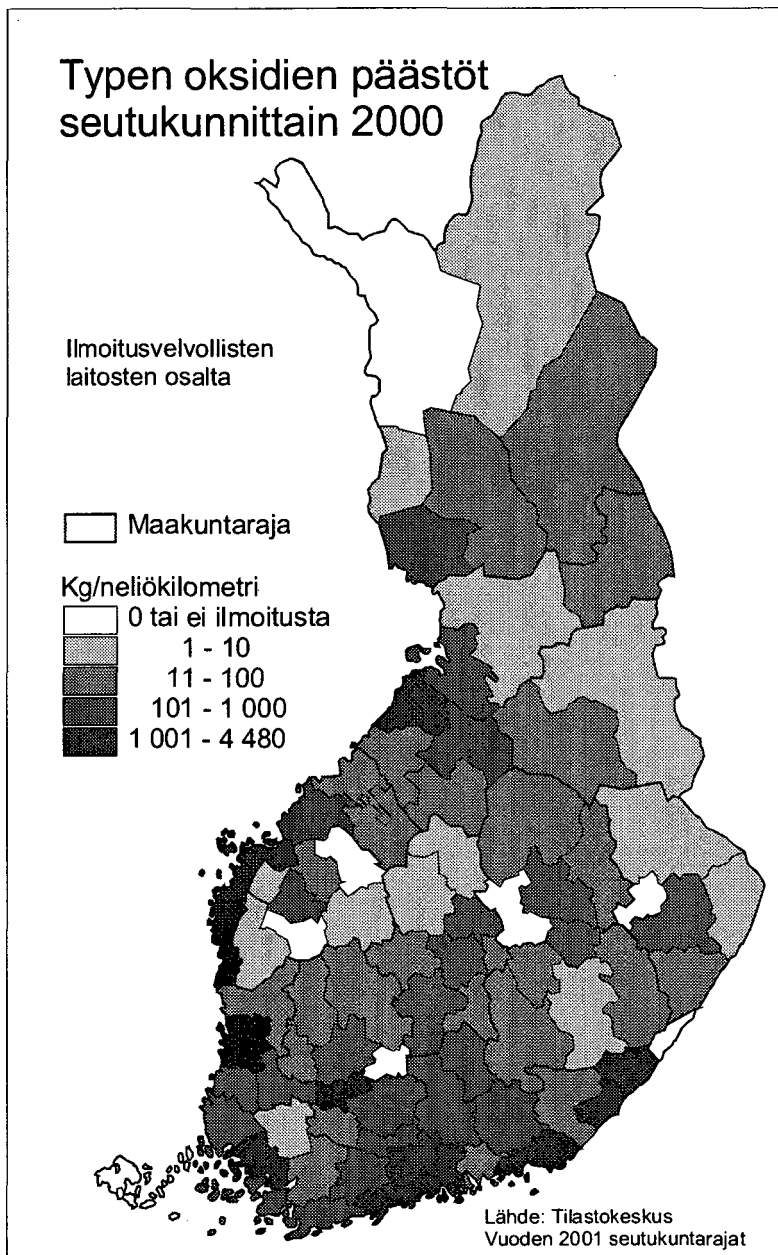 Typen oksidien päästöt
seutukunnittain 2000
Ilmoitusvelvollisten
laitosten osalta
Maakuntaraja
Kg/neliökilometri
0 tai ei ilmoitusta
1 - 10
11 - 100
101 - 1 000
1 001 - 4 480
Lähde: Tilastokeskus
Vuoden 2001 seutukuntarajat